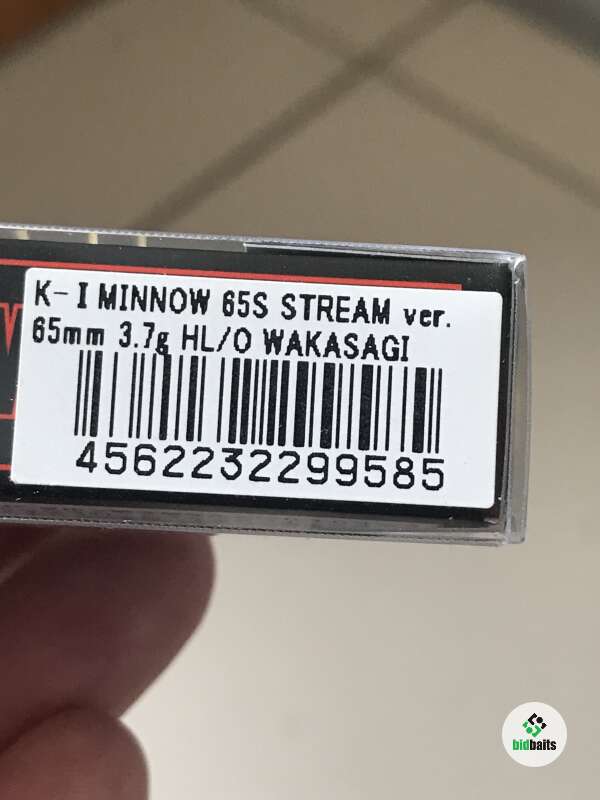 K-I MINNOW 65S STREAM ver.
65mm 3.7g HL/O WAKASAGI
4562232299585
bidbaits